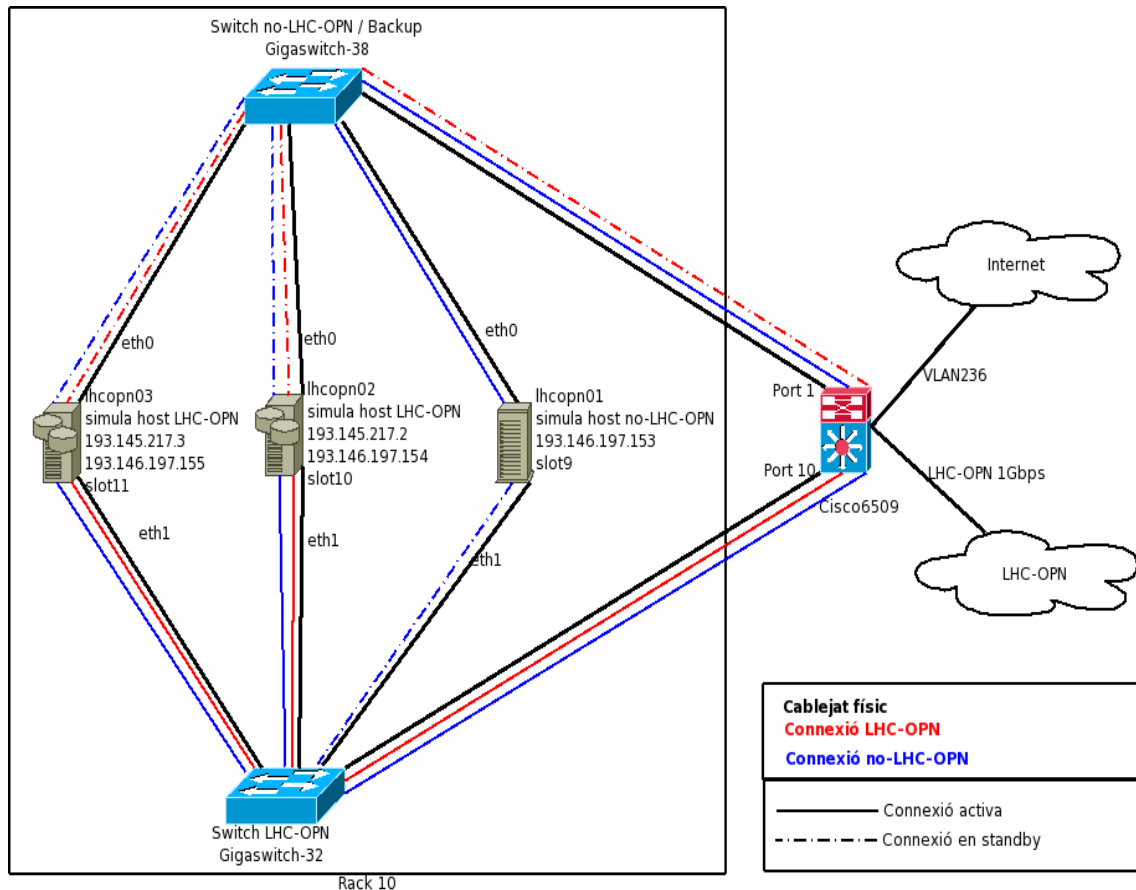 Switch no-LHC-OPN / Backup
Gigaswitch-38
eth0
eth0
eth0
lhcopn03
simula host LHC-OPN
193.145.217.3
193.146.197.155
slot11
lhcopn02
simula host LHC-OPN
193.145.217.2
193.146.197.154
slot10
lhcopn01
simula host no-LHC-OPN
193.146.197.153
slot9
eth1
eth1
eth1
Port 1
Port 10
Cisco6509
Internet
VLAN236
LHC-OPN 1Gbps
LHC-OPN
Switch LHC-OPN
Gigaswitch-32
Rack 10
Cablejat físic
Connexió LHC-OPN
Connexió no-LHC-OPN
Connexió activa
Connexió en standby